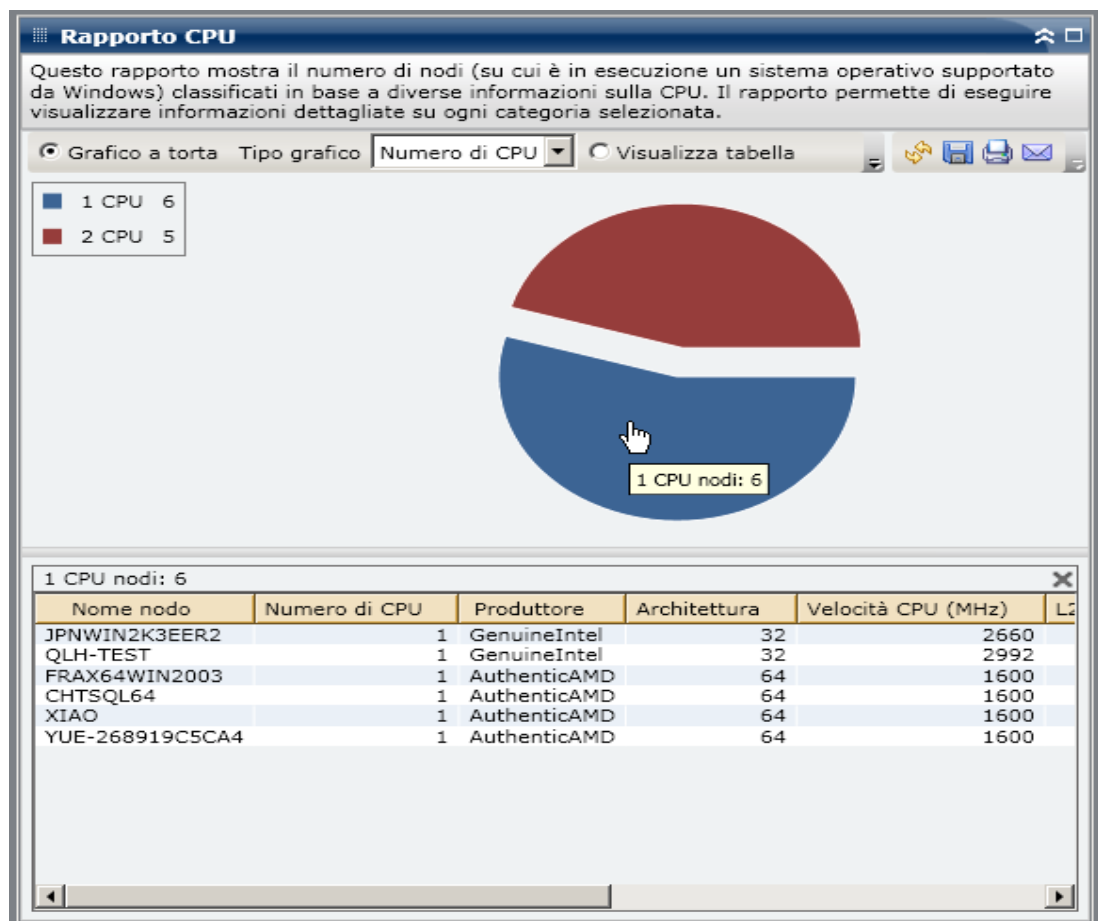 Rapporto CPU
Questo rapporto mostra il numero di nodi (su cui è in esecuzione un sistema operativo supportato
da Windows) classificati in base a diverse informazioni sulla CPU. Il rapporto permette di eseguire
visualizzare informazioni dettagliate su ogni categoria selezionata.
Grafico a torta Tipo grafico Numero di CPU Visualizza tabella
1 CPU 6
2 CPU 5
1 CPU nodi: 6
1 CPU nodi: 6
Nome nodo Numero di CPU Produttore Architettura Velocità CPU (MHz) L2
JPNWIN2K3EER2 1 GenuineIntel 32 2660
QLH-TEST 1 GenuineIntel 32 2992
FRAX64WIN2003 1 AuthenticAMD 64 1600
CHTSQL64 1 AuthenticAMD 64 1600
XIAO 1 AuthenticAMD 64 1600
YUE-268919C5CA4 1 AuthenticAMD 64 1600